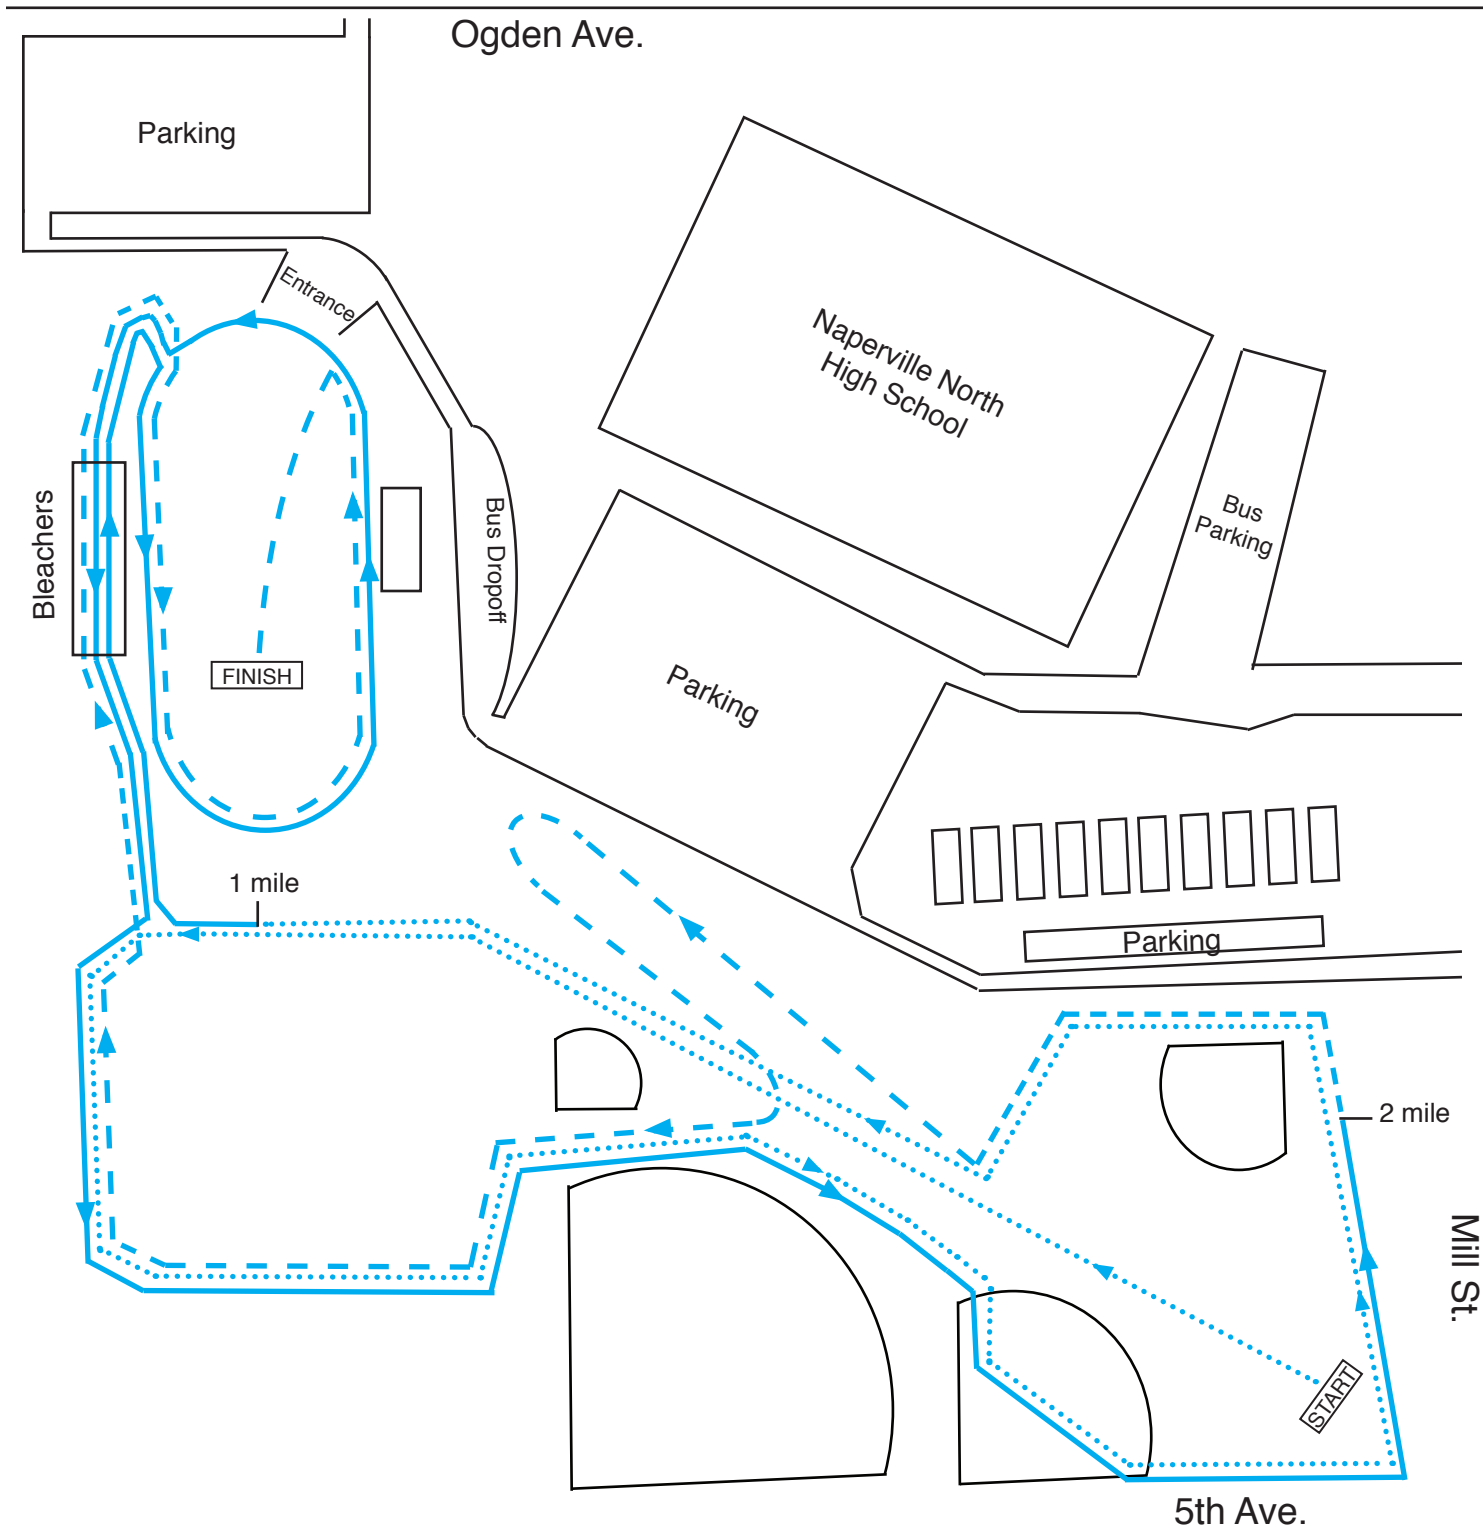 Ogden Ave.
Parking
Entrance
Naperville North
High School
Bus
Parking
Bleachers
Bus Dropoff
FINISH
Parking
1 mile
Parking
2 mile
Mill St.
START
5th Ave.